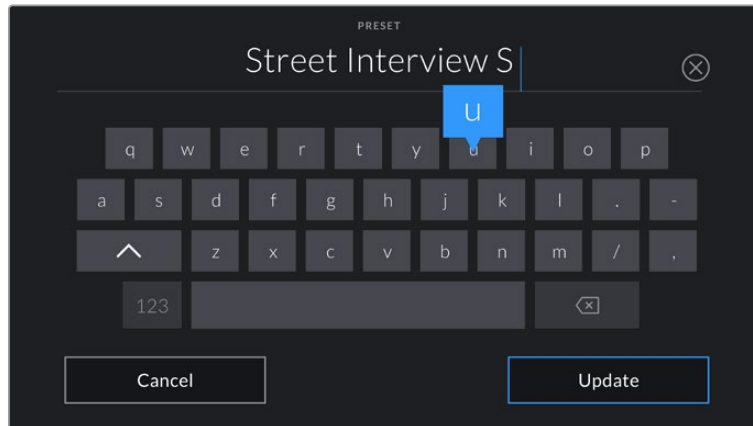 PRESET
Street Interview S
u
q w e r t y u i o p
a s d f g h j k l . -
z x c v b n m / ,
123
Cancel Update